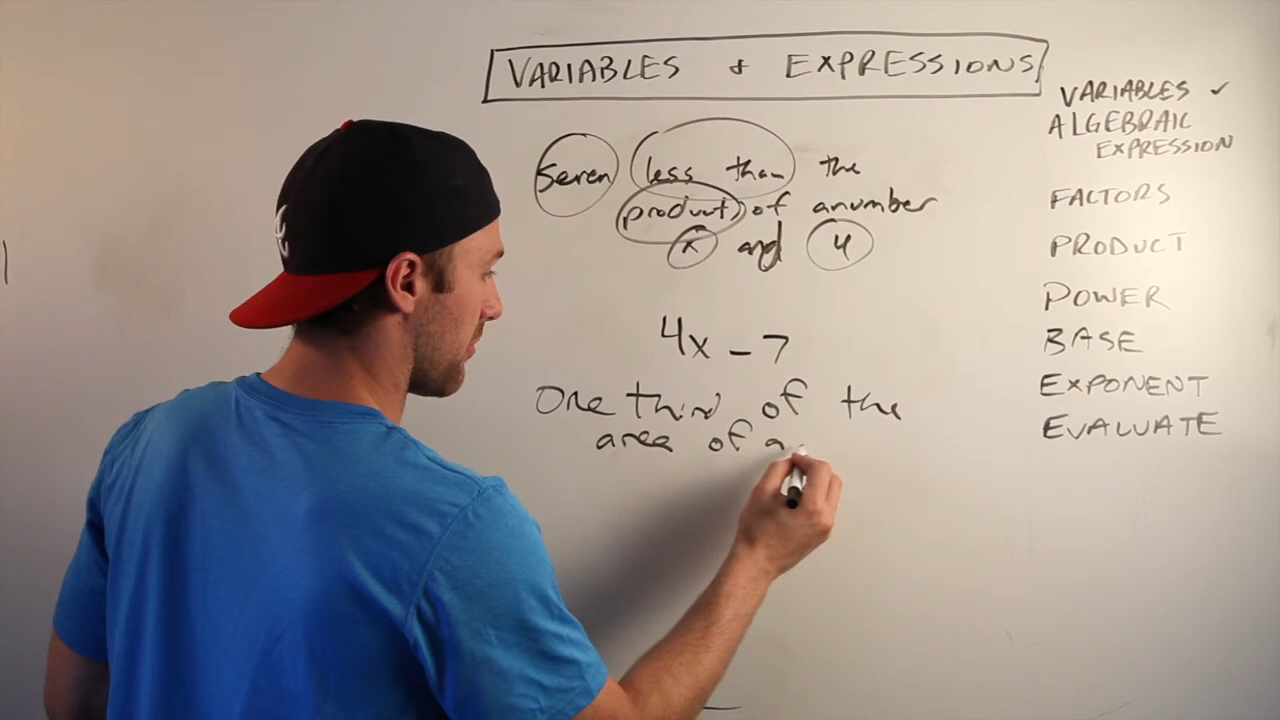 VARIABLES & EXPRESSIONS
Seven less than the
product of a number
x and 4
4x - 7
One third of the
area of a
VARIABLES ✓
ALGEBRAIC
EXPRESSION
FACTORS
PRODUCT
POWER
BASE
EXPONENT
EVALUATE